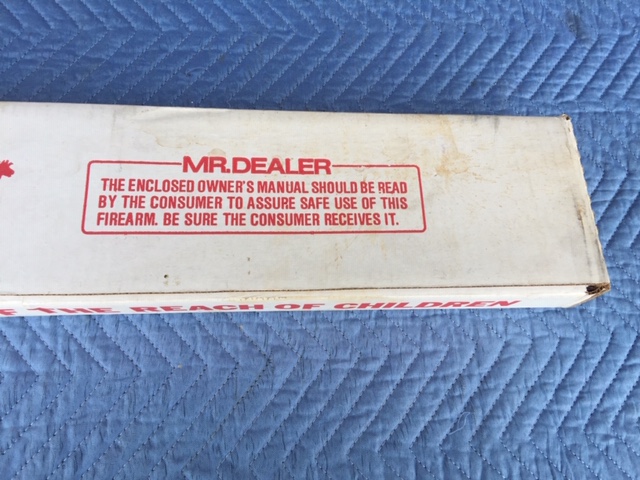 MR.DEALER
THE ENCLOSED OWNER'S MANUAL SHOULD BE READ
BY THE CONSUMER TO ASSURE SAFE USE OF THIS
FIREARM. BE SURE THE CONSUMER RECEIVES IT.
THE REACH OF CHILDREN